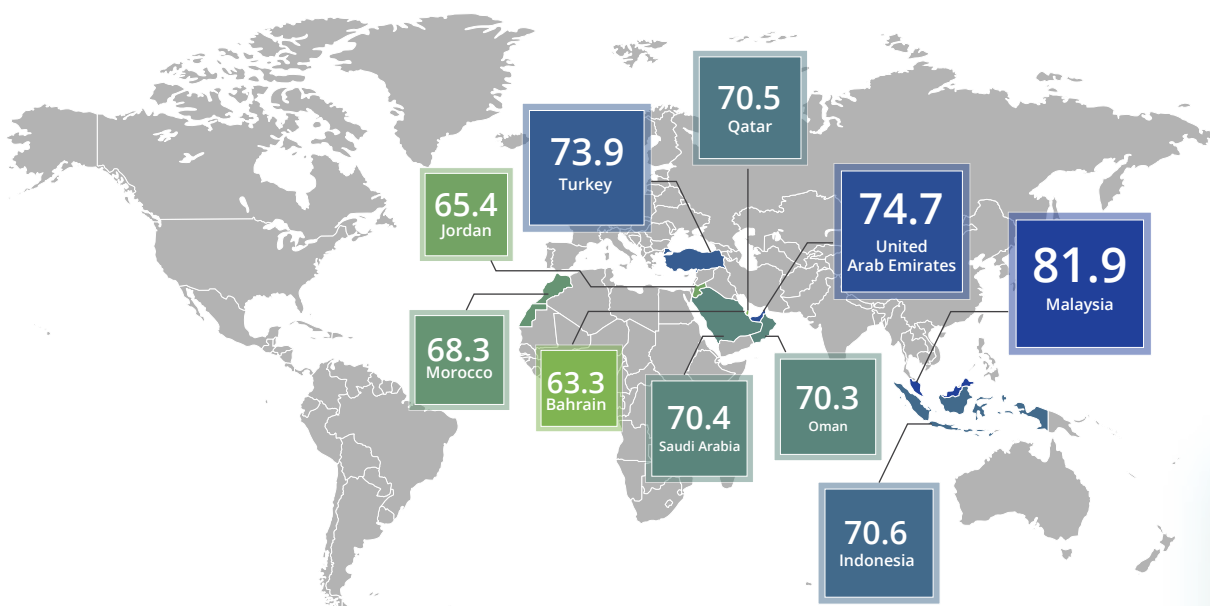 70.5
Qatar
73.9
Turkey
65.4
Jordan
74.7
United
Arab Emirates
81.9
Malaysia
68.3
Morocco
63.3
Bahrain
70.4
Saudi Arabia
70.3
Oman
70.6
Indonesia